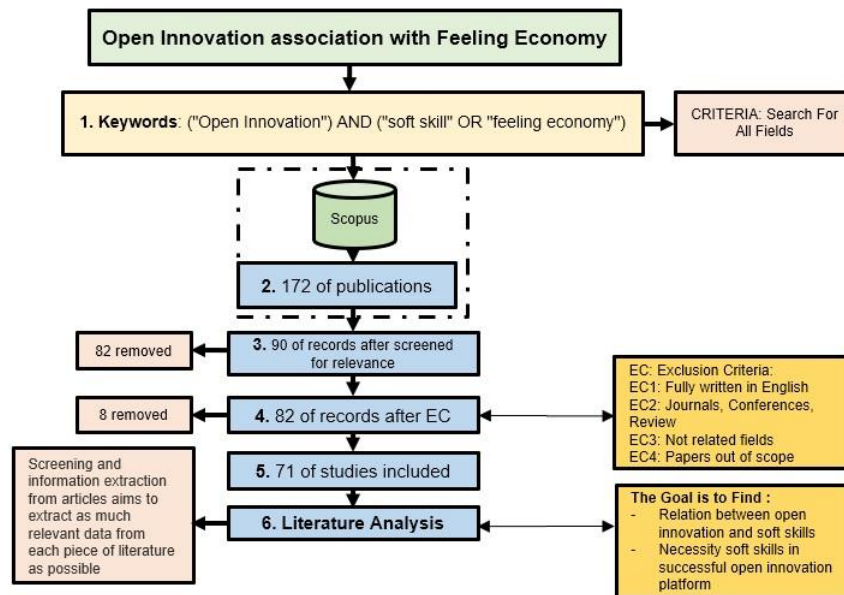 Open Innovation association with Feeling Economy
1. Keywords: ("Open Innovation") AND ("soft skill" OR "feeling economy")
CRITERIA: Search For
All Fields
Scopus
2. 172 of publications
82 removed
3. 90 of records after screened
for relevance
8 removed
4. 82 of records after EC
EC: Exclusion Criteria:
EC1: Fully written in English
EC2: Journals, Conferences,
Review
EC3: Not related fields
EC4: Papers out of scope
5. 71 of studies included
Screening and
information extraction
from articles aims to
extract as much
relevant data from
each piece of literature
as possible
6. Literature Analysis
The Goal is to Find :
- Relation between open
innovation and soft skills
- Necessity soft skills in
successful open innovation
platform